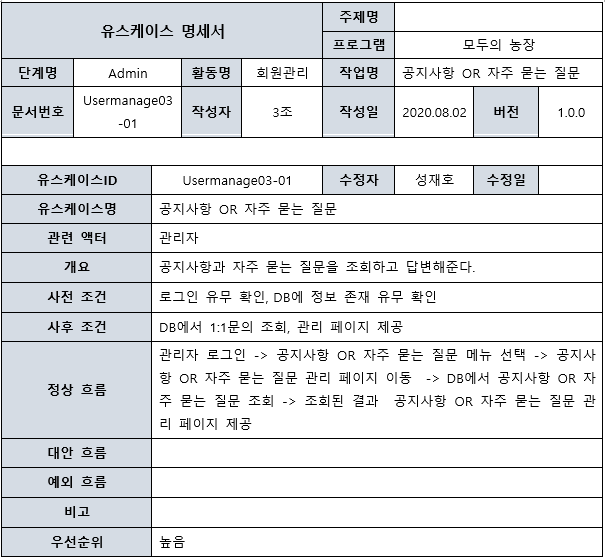 유스케이스 명세서
주제명
프로그램 모두의 농장
단계명 Admin 활동명 회원관리 작업명 공지사항 OR 자주 묻는 질문
문서번호 Usermanage03
-01 작성자 3조 작성일 2020.08.02 버전 1.0.0
유스케이스ID Usermanage03-01 수정자 성재호 수정일
유스케이스명 공지사항 OR 자주 묻는 질문
관련 액터 관리자
개요 공지사항과 자주 묻는 질문을 조회하고 답변해준다.
사전 조건 로그인 유무 확인, DB에 정보 존재 유무 확인
사후 조건 DB에서 1:1문의 조회, 관리 페이지 제공
정상 흐름
관리자 로그인 -> 공지사항 OR 자주 묻는 질문 메뉴 선택 -> 공지사
항 OR 자주 묻는 질문 관리 페이지 이동 -> DB에서 공지사항 OR 자
주 묻는 질문 조회 -> 조회된 결과 공지사항 OR 자주 묻는 질문 관
리 페이지 제공
대안 흐름
예외 흐름
비고
우선순위 높음